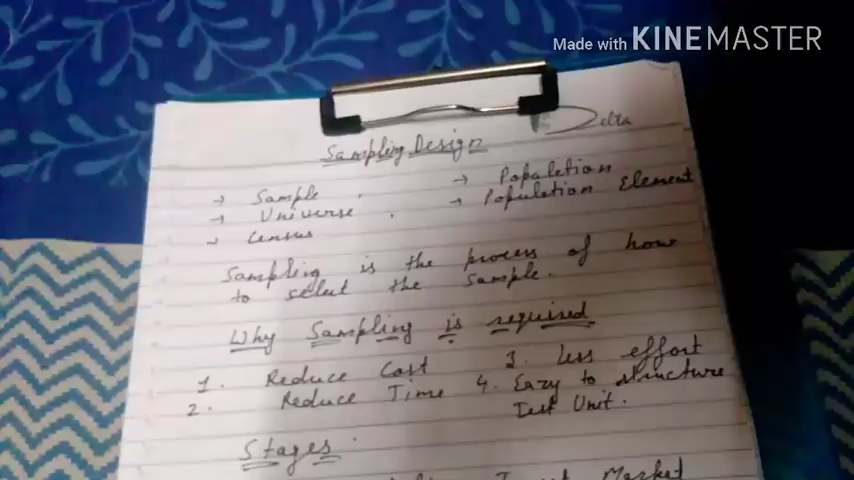 Made with KINEMASTER
Delta
Sampling Design
→ Sample → Population
→ Universe → Population Element
→ Census
Sampling is the process of how
to select the sample.
Why Sampling is required
1. Reduce Cost 3. Less effort
2. Reduce Time 4. Eazy to structure
Test Unit.
Stages.
Market